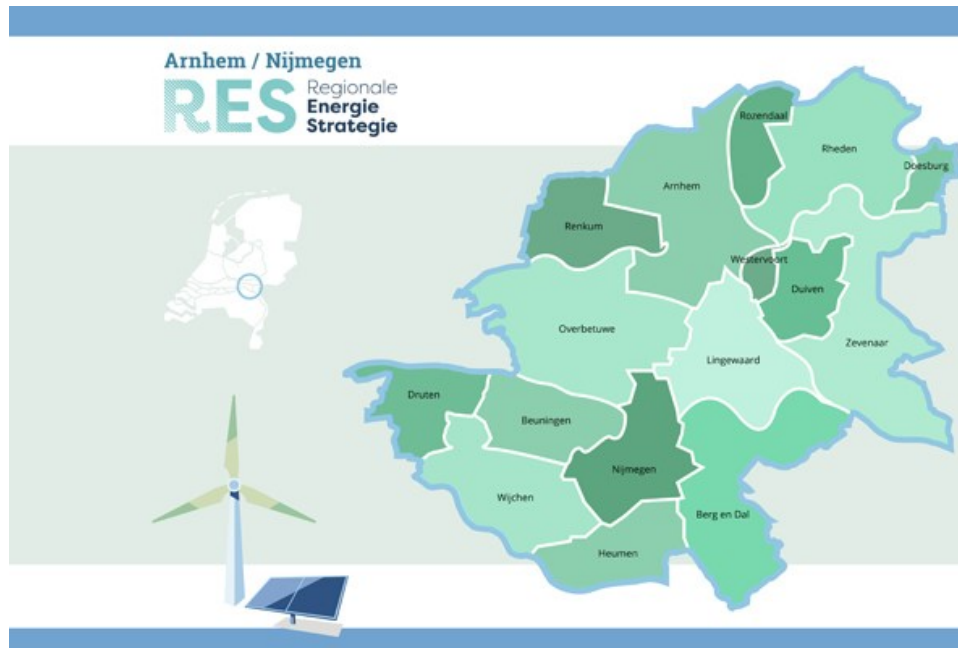 Arnhem / Nijmegen
RES Regionale
Energie
Strategie
Rozendaal
Rheden
Doesburg
Arnhem
Renkum
Westervoort
Duiven
Overbetuwe
Zevenaar
Lingewaard
Druten
Beuningen
Nijmegen
Wijchen
Berg en Dal
Heumen